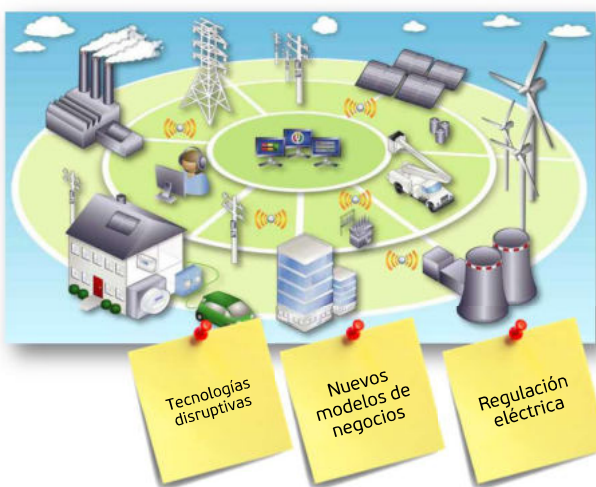 Tecnologías
disruptivas
Nuevos
modelos de
negocios
Regulación
eléctrica